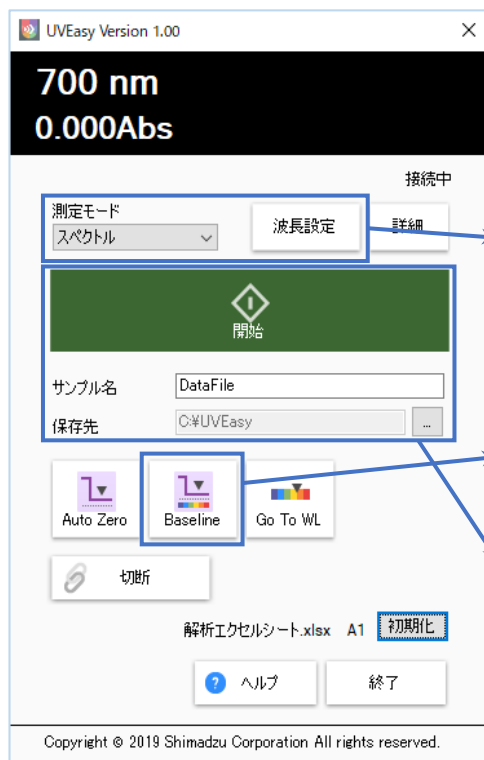 UVEasy Version 1.00
700 nm
0.000Abs
接続中
測定モード
スペクトル
波長設定
詳細
開始
サンプル名
DataFile
保存先
C:¥UVEasy
...
Auto Zero
Baseline
Go To WL
切断
解析エクセルシート.xlsx A1 初期化
? ヘルプ
終了
Copyright © 2019 Shimadzu Corporation All rights reserved.